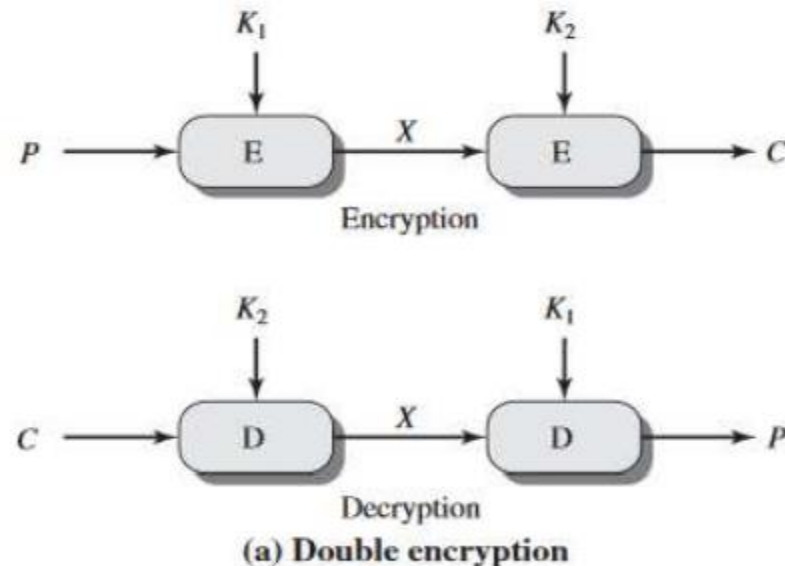 K₁ K₂
P E X E C
Encryption
K₂ K₁
C D X D P
Decryption
(a) Double encryption